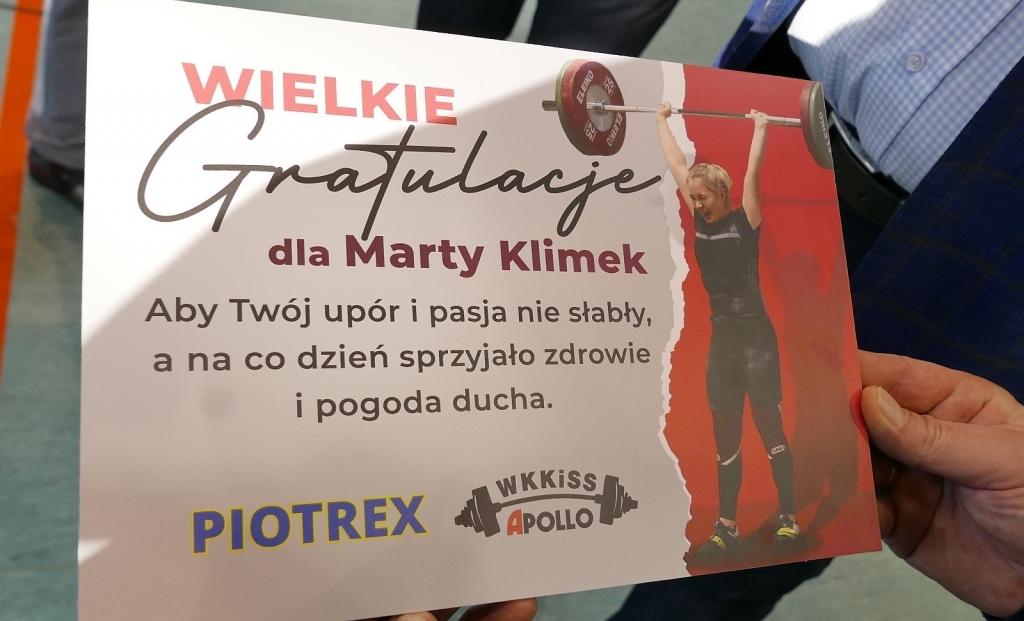 WIELKIE
Gratulacje
dla Marty Klimek
Aby Twój upór i pasja nie słabły,
a na co dzień sprzyjało zdrowie
i pogoda ducha.
PIOTREX
WKKiSS
APOLLO
ELEIKO
ELEIKO